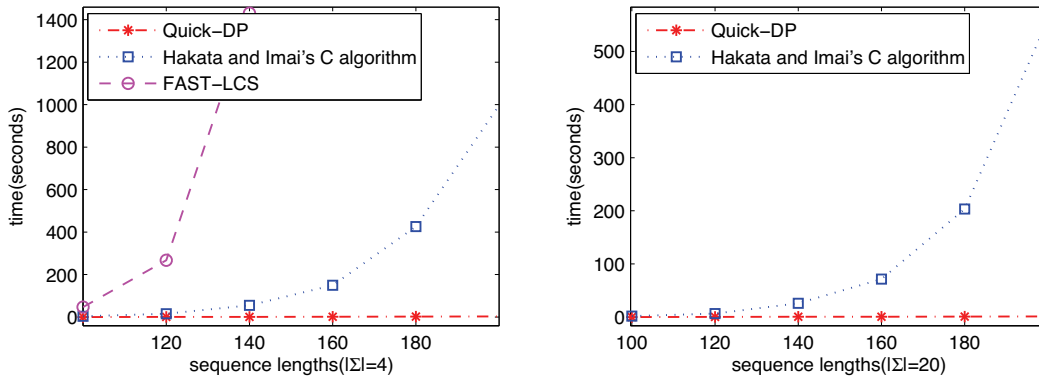 Quick−DP
Hakata and Imai's C algorithm
FAST−LCS
1400
1200
1000
800
600
400
200
0
time(seconds)
120
140
160
180
sequence lengths(|Σ|=4)
Quick−DP
Hakata and Imai's C algorithm
500
400
300
200
100
0
time(seconds)
100
120
140
160
180
sequence lengths(|Σ|=20)